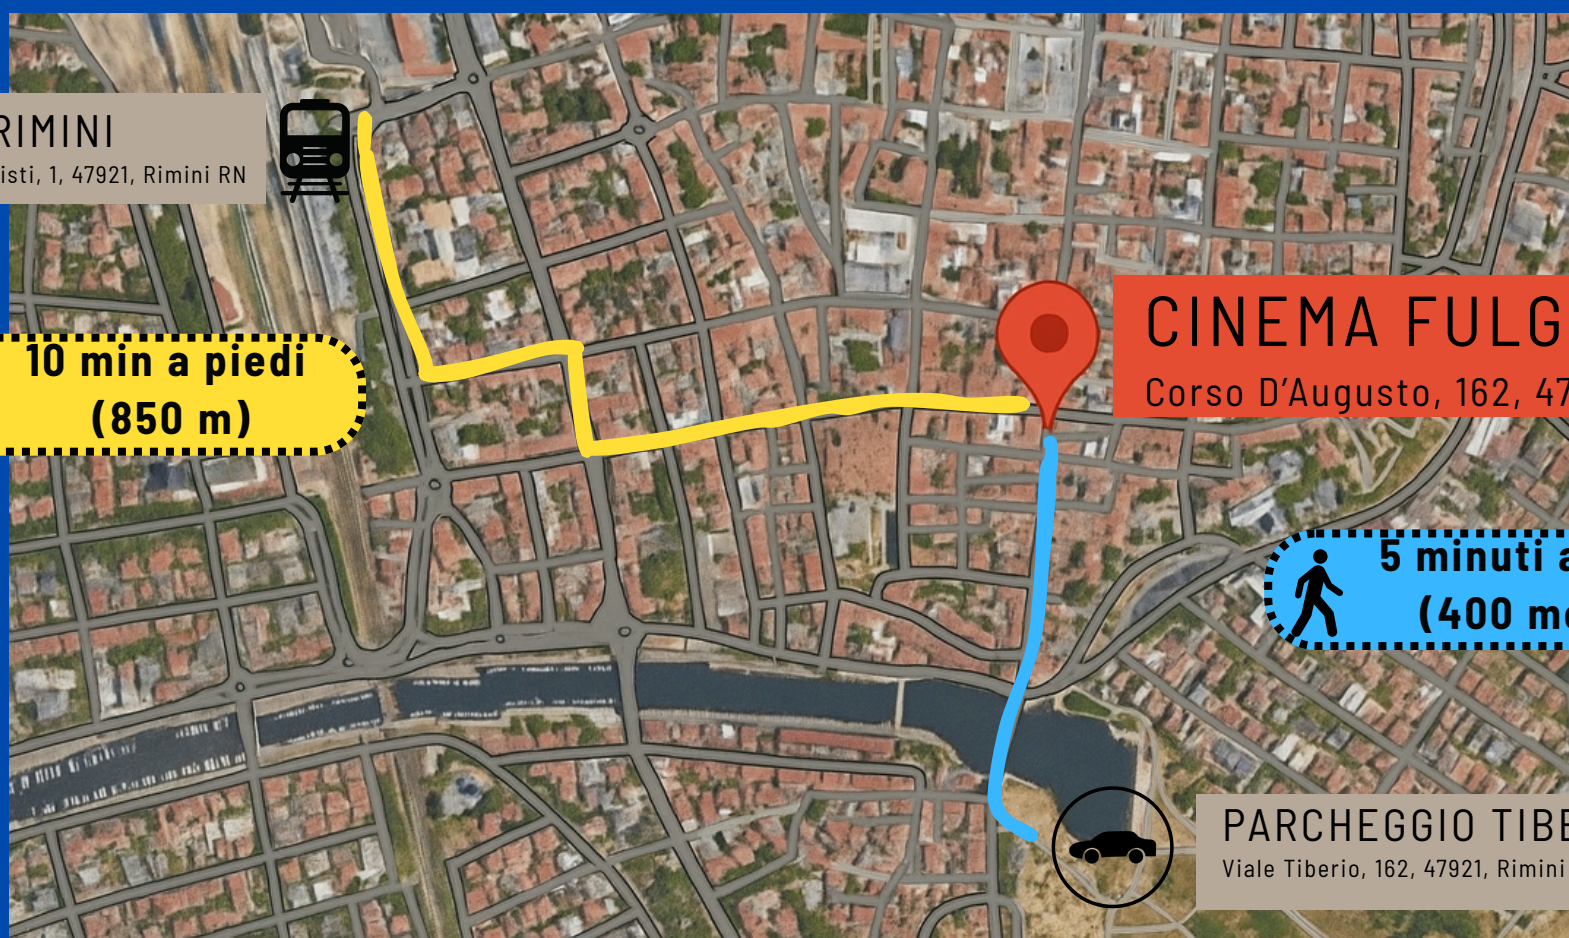 RIMINI
isti, 1, 47921, Rimini RN
CINEMA FULG
Corso D’Augusto, 162, 47
10 min a piedi
(850 m)
5 minuti a
(400 me
PARCHEGGIO TIBE
Viale Tiberio, 162, 47921, Rimini